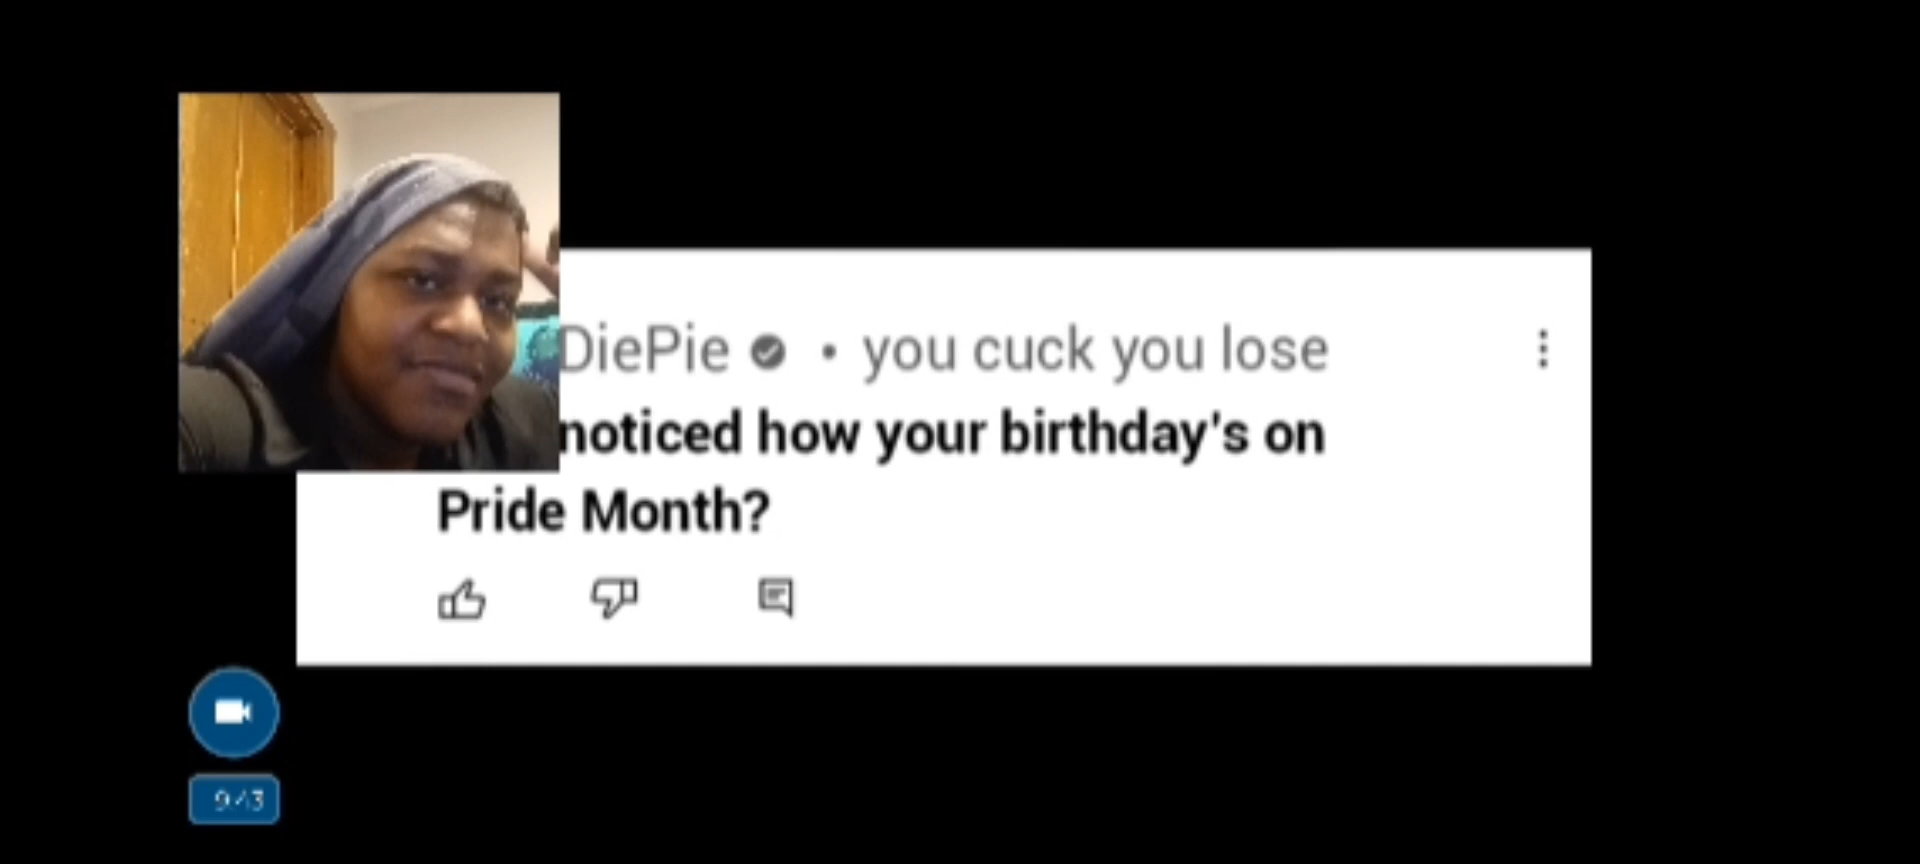 DiePie • you cuck you lose
noticed how your birthday's on
Pride Month?